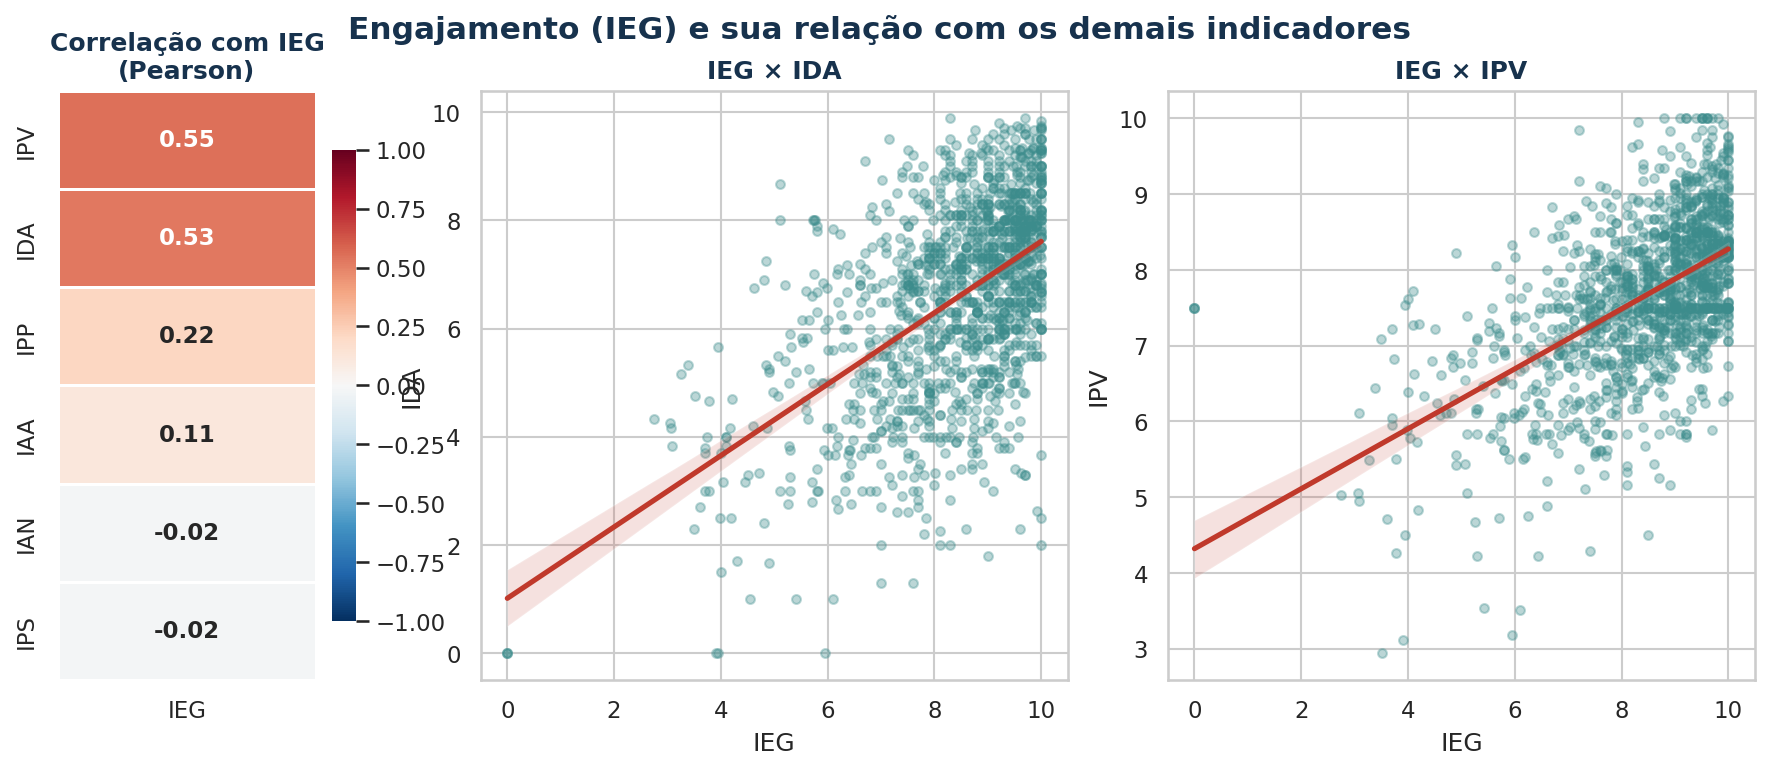 Engajamento (IEG) e sua relação com os demais indicadores
Correlação com IEG
(Pearson)
IPV
0.55
IDA
0.53
IPP
0.22
IAA
0.11
IAN
-0.02
IPS
-0.02
IEG
1.00
0.75
0.50
0.25
0.00
−0.25
−0.50
−0.75
−1.00
IEG × IDA
IDA
10
8
6
4
2
0
0 2 4 6 8 10
IEG
IEG × IPV
IPV
10
9
8
7
6
5
4
3
0 2 4 6 8 10
IEG